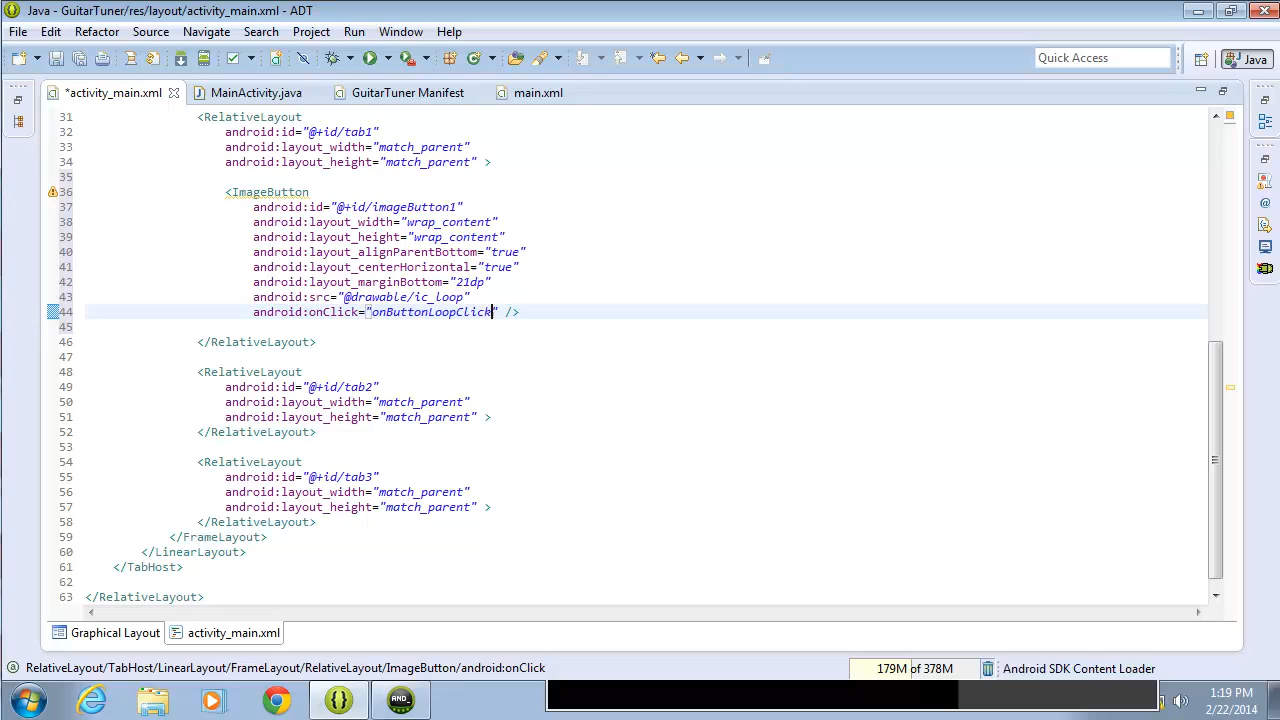 Java - GuitarTuner/res/layout/activity_main.xml - ADT
File Edit Refactor Source Navigate Search Project Run Window Help
Quick Access
Java
*activity_main.xml MainActivity.java GuitarTuner Manifest main.xml
31 <RelativeLayout
32 android:id="@+id/tab1"
33 android:layout_width="match_parent"
34 android:layout_height="match_parent" >
35
36 <ImageButton
37 android:id="@+id/imageButton1"
38 android:layout_width="wrap_content"
39 android:layout_height="wrap_content"
40 android:layout_alignParentBottom="true"
41 android:layout_centerHorizontal="true"
42 android:layout_marginBottom="21dp"
43 android:src="@drawable/ic_loop"
44 android:onClick="onButtonLoopClick" />
45
46 </RelativeLayout>
47
48 <RelativeLayout
49 android:id="@+id/tab2"
50 android:layout_width="match_parent"
51 android:layout_height="match_parent" >
52 </RelativeLayout>
53
54 <RelativeLayout
55 android:id="@+id/tab3"
56 android:layout_width="match_parent"
57 android:layout_height="match_parent" >
58 </RelativeLayout>
59 </FrameLayout>
60 </LinearLayout>
61 </TabHost>
62
63 </RelativeLayout>
Graphical Layout activity_main.xml
RelativeLayout/TabHost/LinearLayout/FrameLayout/RelativeLayout/ImageButton/android:onClick 179M of 378M Android SDK Content Loader
AND_
1:19 PM
2/22/2014